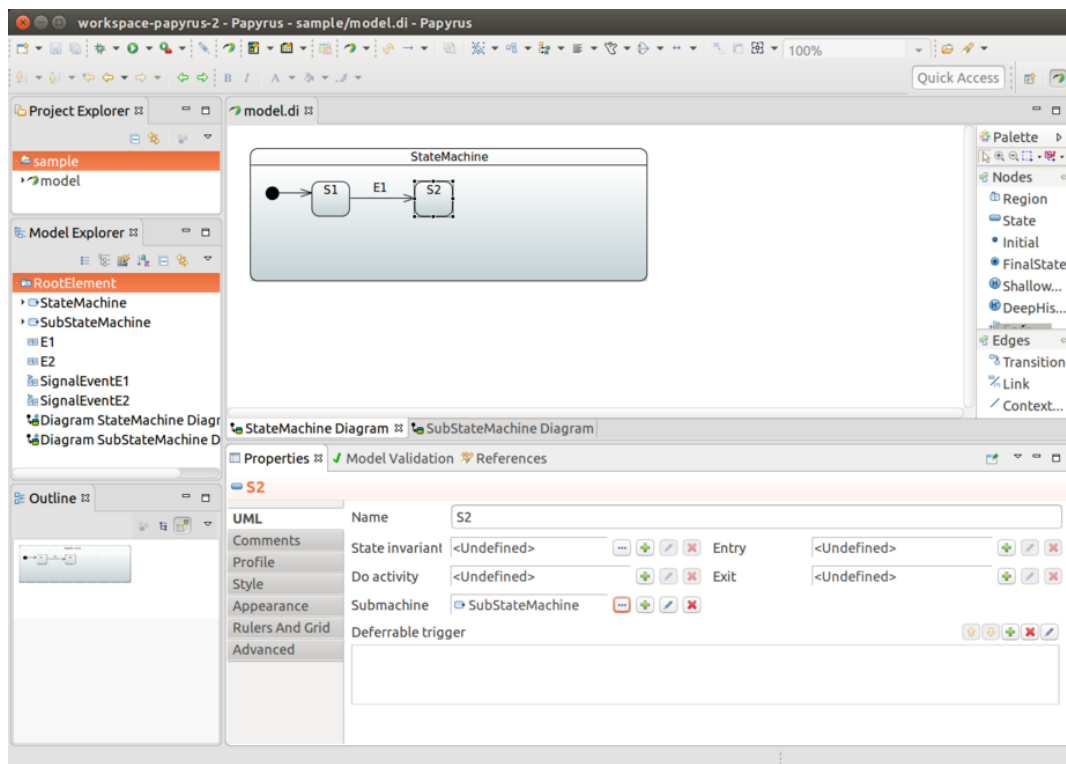 workspace-papyrus-2 - Papyrus - sample/model.di - Papyrus
100%
B I A
Quick Access
Project Explorer
sample
model
Model Explorer
RootElement
StateMachine
SubStateMachine
E1
E2
SignalEventE1
SignalEventE2
Diagram StateMachine Diagr
Diagram SubStateMachine D
Outline
model.di
StateMachine
S1
E1
S2
Palette
Nodes
Region
State
Initial
FinalState
Shallow...
DeepHis...
Edges
Transition
Link
Context...
StateMachine Diagram
SubStateMachine Diagram
Properties
Model Validation
References
S2
UML
Comments
Profile
Style
Appearance
Rulers And Grid
Advanced
Name S2
State invariant <Undefined> Entry <Undefined>
Do activity <Undefined> Exit <Undefined>
Submachine SubStateMachine
Deferrable trigger